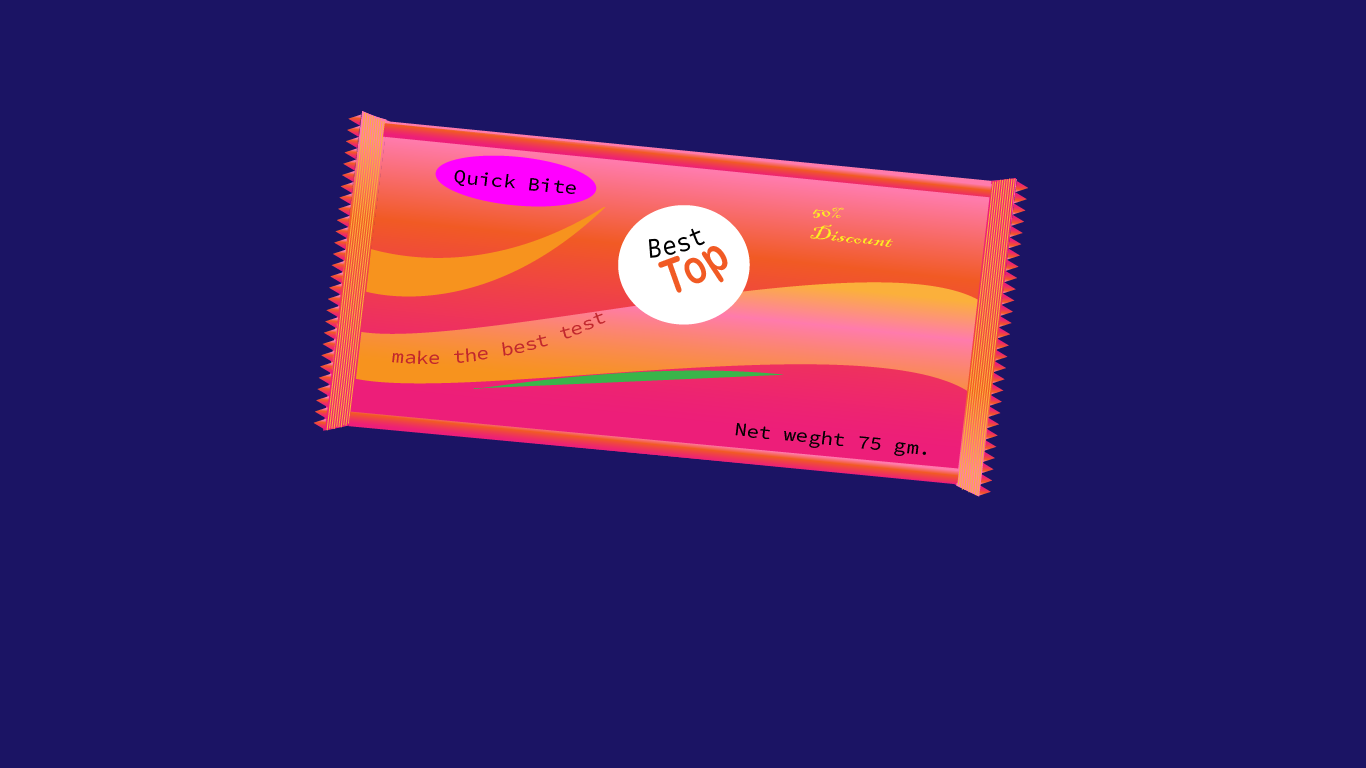 Quick Bite
50%
Discount
Best
Top
make the best test
Net weght 75 gm.